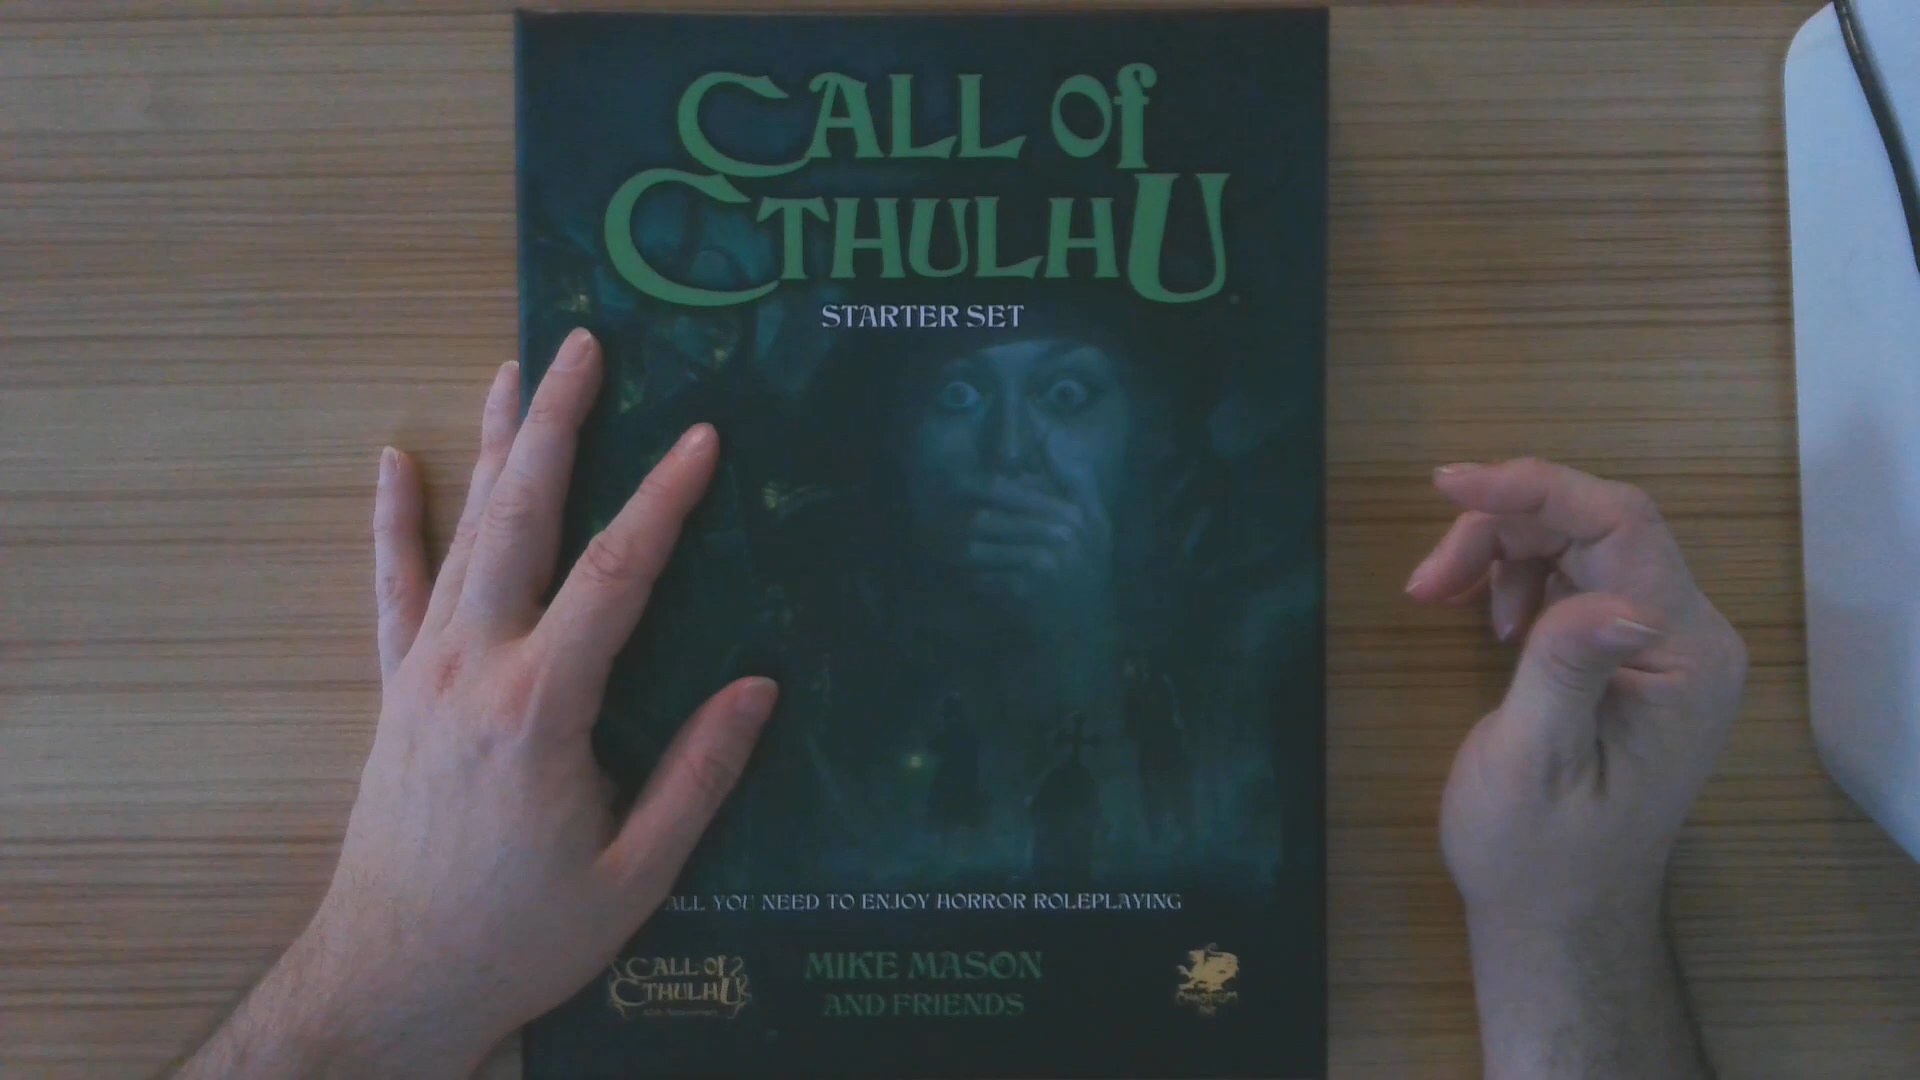 CALL OF
CTHULHU
STARTER SET
ALL YOU NEED TO ENJOY HORROR ROLEPLAYING
CALL OF
CTHULHU
MIKE MASON
AND FRIENDS